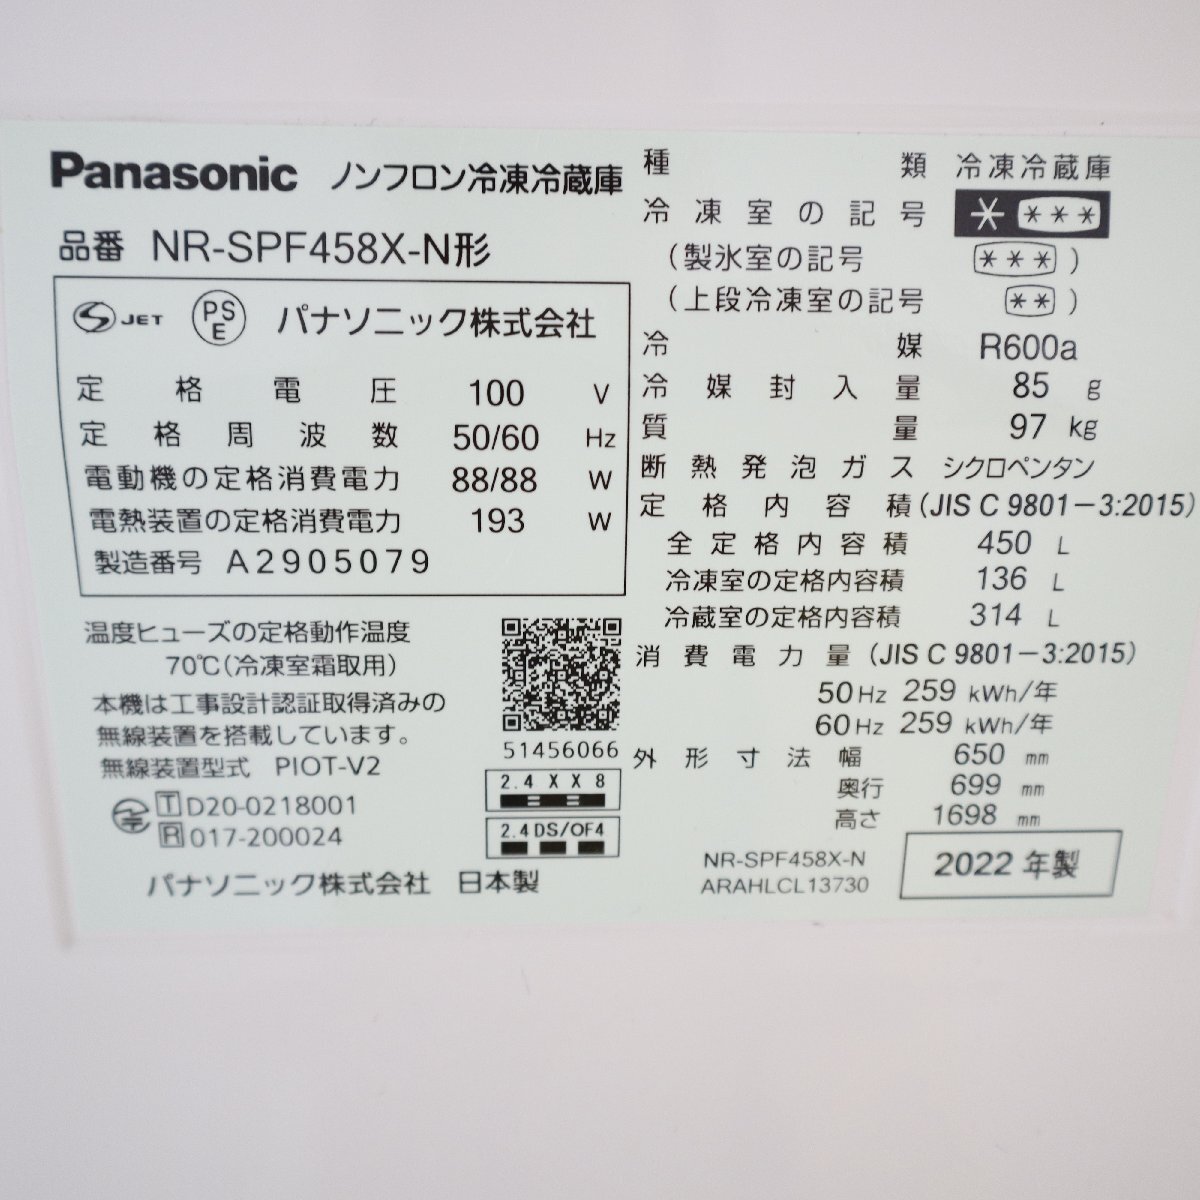 Panasonic ノンフロン冷凍冷蔵庫
品番 NR-SPF458X-N形
S JET PSE パナソニック株式会社
定格電圧 100 V
定格周波数 50/60 Hz
電動機の定格消費電力 88/88 W
電熱装置の定格消費電力 193 W
製造番号 A2905079
温度ヒューズの定格動作温度
70℃(冷凍室霜取用)
本機は工事設計認証取得済みの
無線装置を搭載しています。
無線装置型式 PIOT-V2
T D20-0218001
R 017-200024
51456066
2.4 X X 8
2.4DS/OF4
パナソニック株式会社 日本製
種類 冷凍冷蔵庫
冷凍室の記号 * ***
(製氷室の記号 ***)
(上段冷凍室の記号 **)
冷媒 R600a
冷媒封入量 85 g
質量 97 kg
断熱発泡ガス シクロペンタン
定格内容積(JIS C 9801-3:2015)
全定格内容積 450 L
冷凍室の定格内容積 136 L
冷蔵室の定格内容積 314 L
消費電力量(JIS C 9801-3:2015)
50Hz 259 kWh/年
60Hz 259 kWh/年
外形寸法幅 650 mm
奥行 699 mm
高さ 1698 mm
NR-SPF458X-N
ARAHLCL13730
2022年製